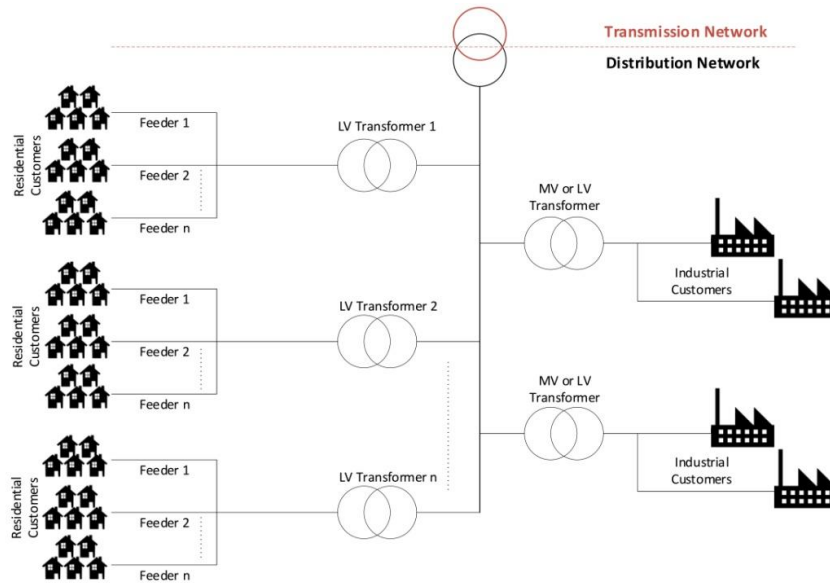 Transmission Network
Distribution Network
Residential
Customers
Feeder 1
Feeder 2
Feeder n
LV Transformer 1
MV or LV
Transformer
Industrial
Customers
Residential
Customers
Feeder 1
Feeder 2
Feeder n
LV Transformer 2
MV or LV
Transformer
Industrial
Customers
Residential
Customers
Feeder 1
Feeder 2
Feeder n
LV Transformer n